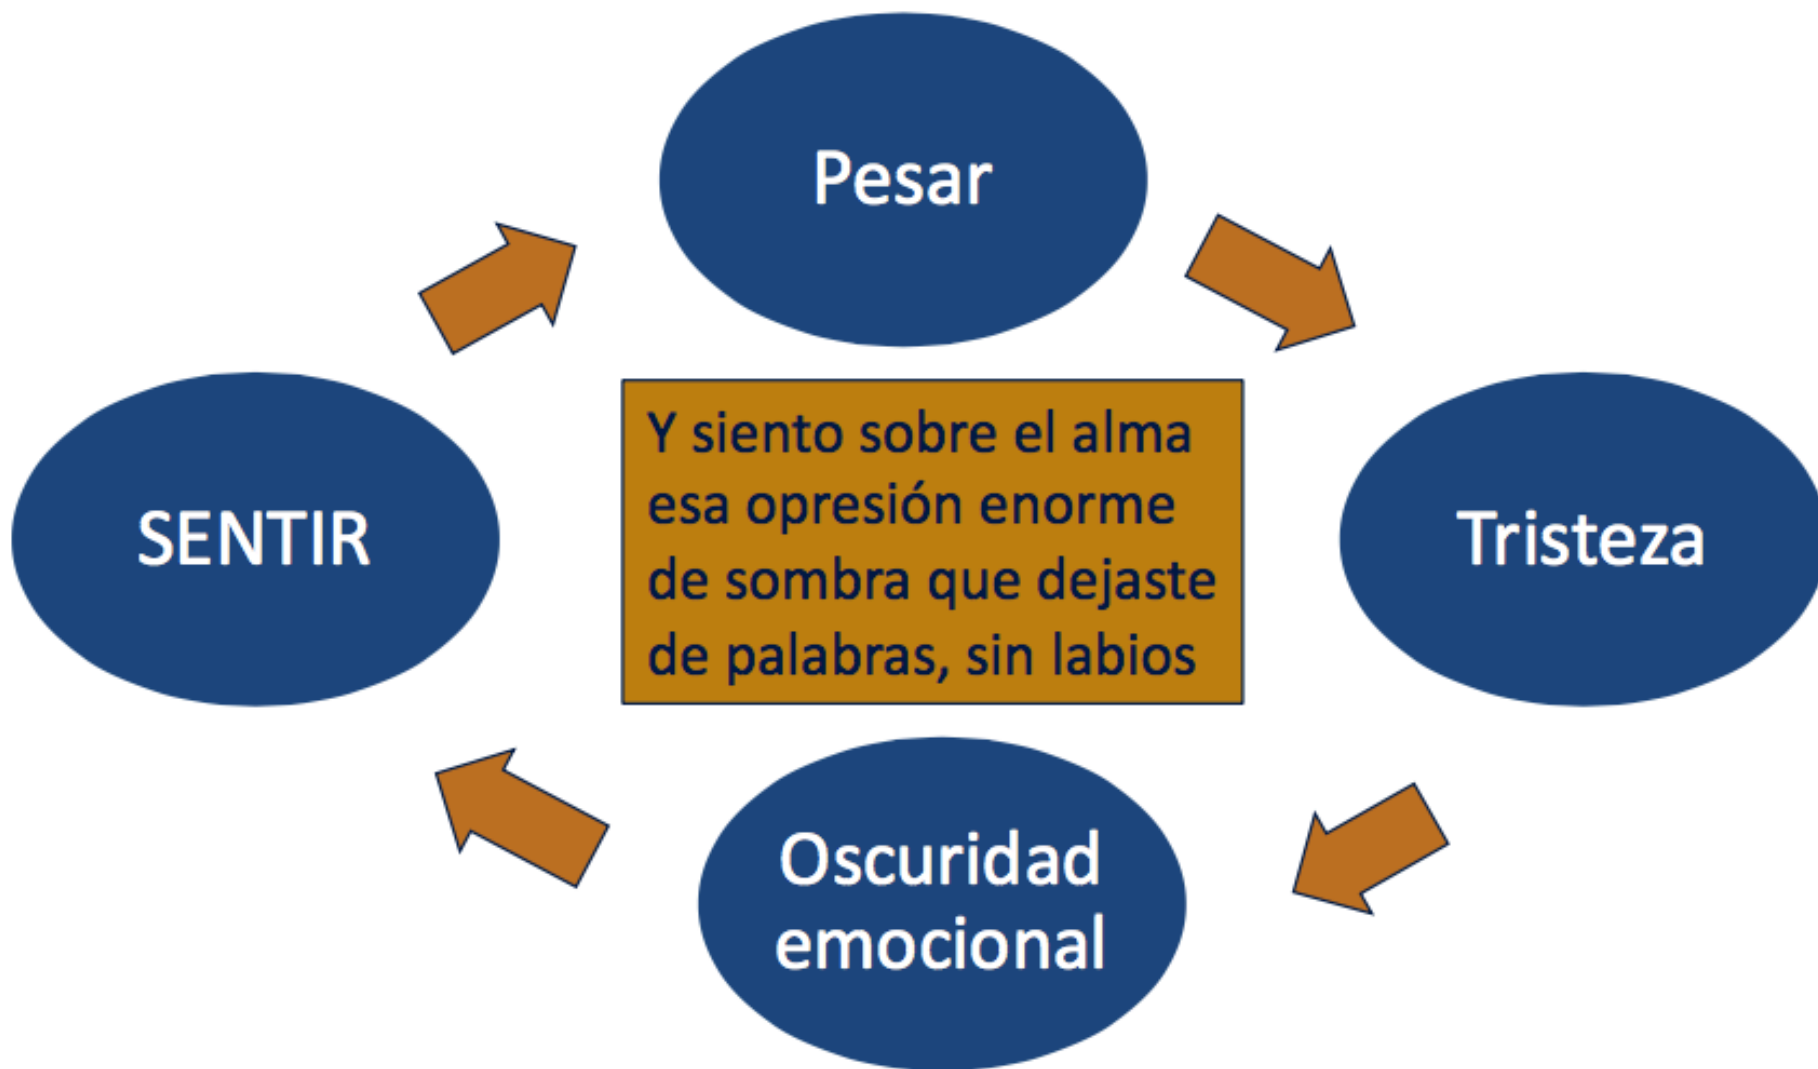 Pesar
SENTIR
Y siento sobre el alma
esa opresión enorme
de sombra que dejaste
de palabras, sin labios
Tristeza
Oscuridad
emocional